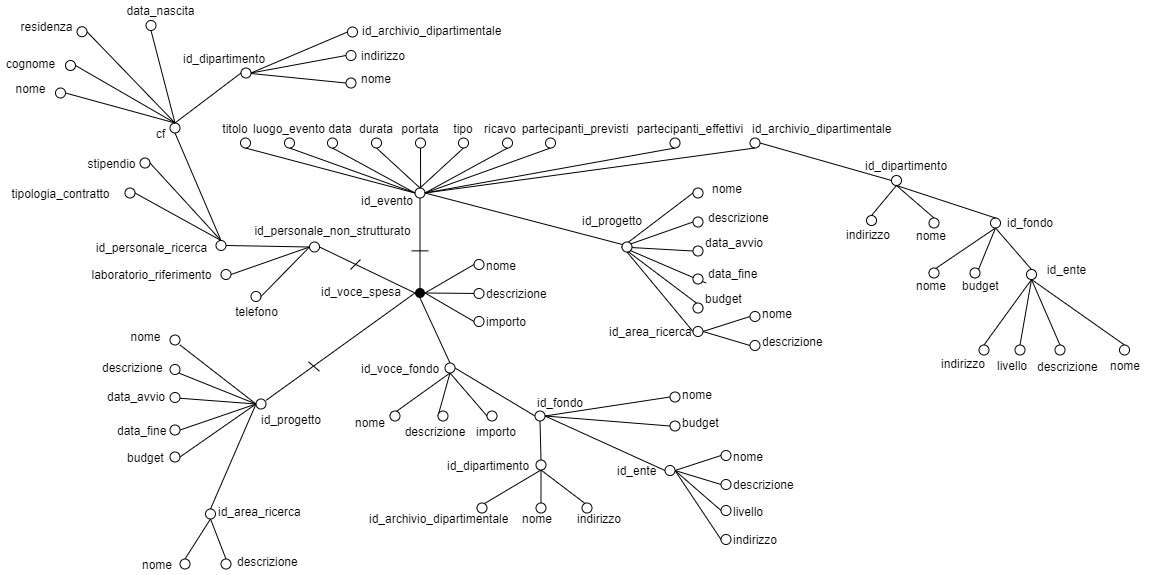 data_nascita
residenza
id_archivio_dipartimentale
id_dipartimento
indirizzo
cognome
nome
nome
cf
titolo luogo_evento data durata portata tipo ricavo partecipanti_previsti partecipanti_effettivi id_archivio_dipartimentale
stipendio
id_dipartimento
tipologia_contratto
id_evento
nome
id_progetto
descrizione
id_fondo
indirizzo
nome
id_personale_non_strutturato
id_personale_ricerca
data_avvio
laboratorio_riferimento
nome
descrizione
importo
id_voce_spesa
data_fine
id_ente
nome
budget
telefono
budget
nome
id_area_ricerca
descrizione
nome
descrizione
data_avvio
data_fine
budget
id_progetto
id_voce_fondo
indirizzo
livello
descrizione
nome
nome
descrizione
importo
id_fondo
nome
budget
id_dipartimento
id_ente
nome
descrizione
livello
indirizzo
id_archivio_dipartimentale
nome
indirizzo
id_area_ricerca
nome
descrizione